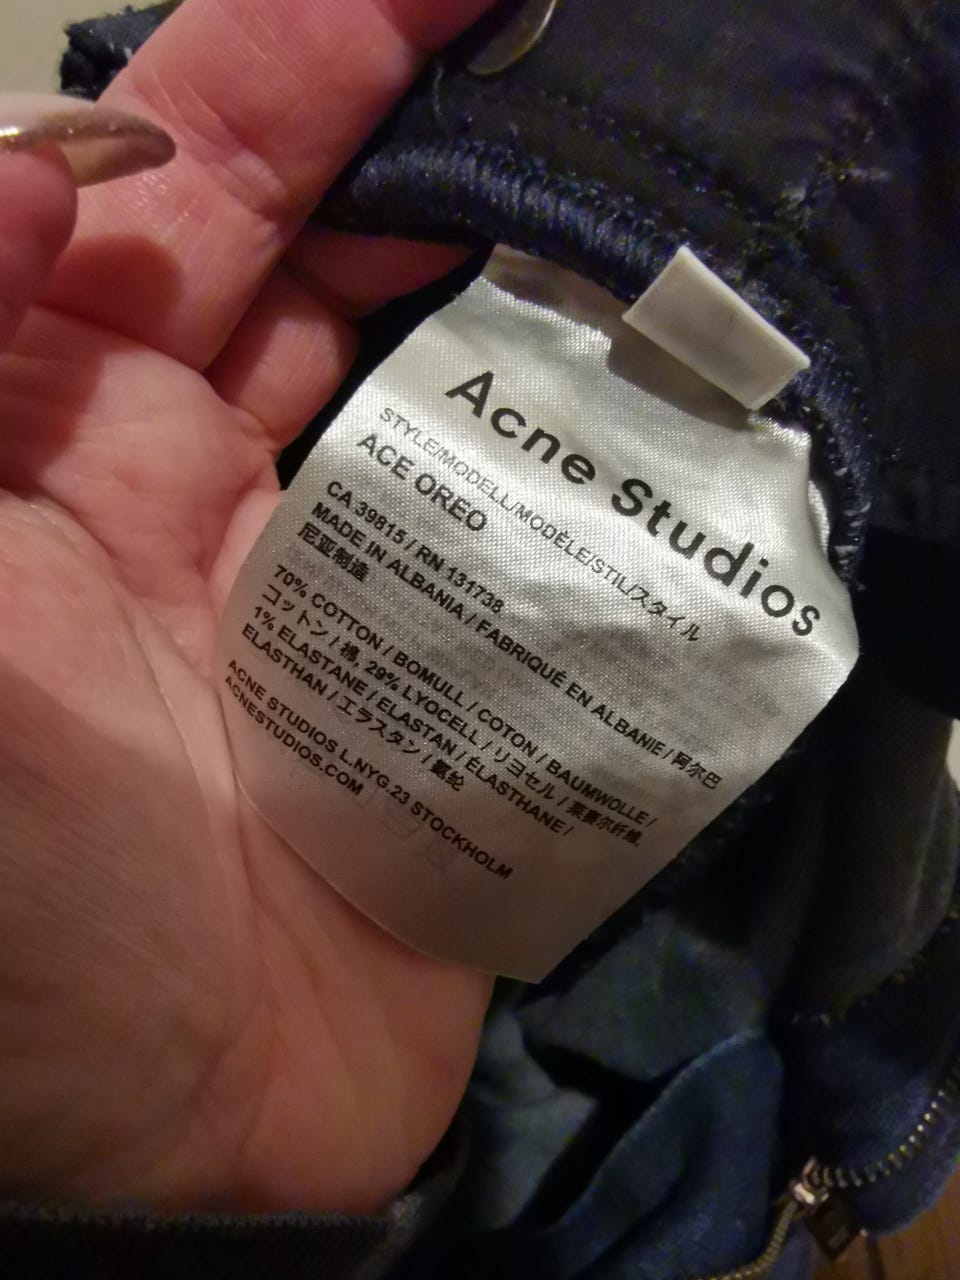 Acne Studios
STYLE/MODELL/MODÈLE/STIL/スタイル
ACE OREO
CA 39815 / RN 131738
MADE IN ALBANIA / FABRIQUÉ EN ALBANIE / 阿尔巴
尼亚制造
70% COTTON / BOMULL / COTON / BAUMWOLLE /
コットン / 棉, 29% LYOCELL / リヨセル / 莱赛尔纤维,
1% ELASTANE / ELASTAN / ÉLASTHANE /
ELASTHAN / エラスタン / 氨纶
ACNE STUDIOS L.NYG.23 STOCKHOLM
ACNESTUDIOS.COM